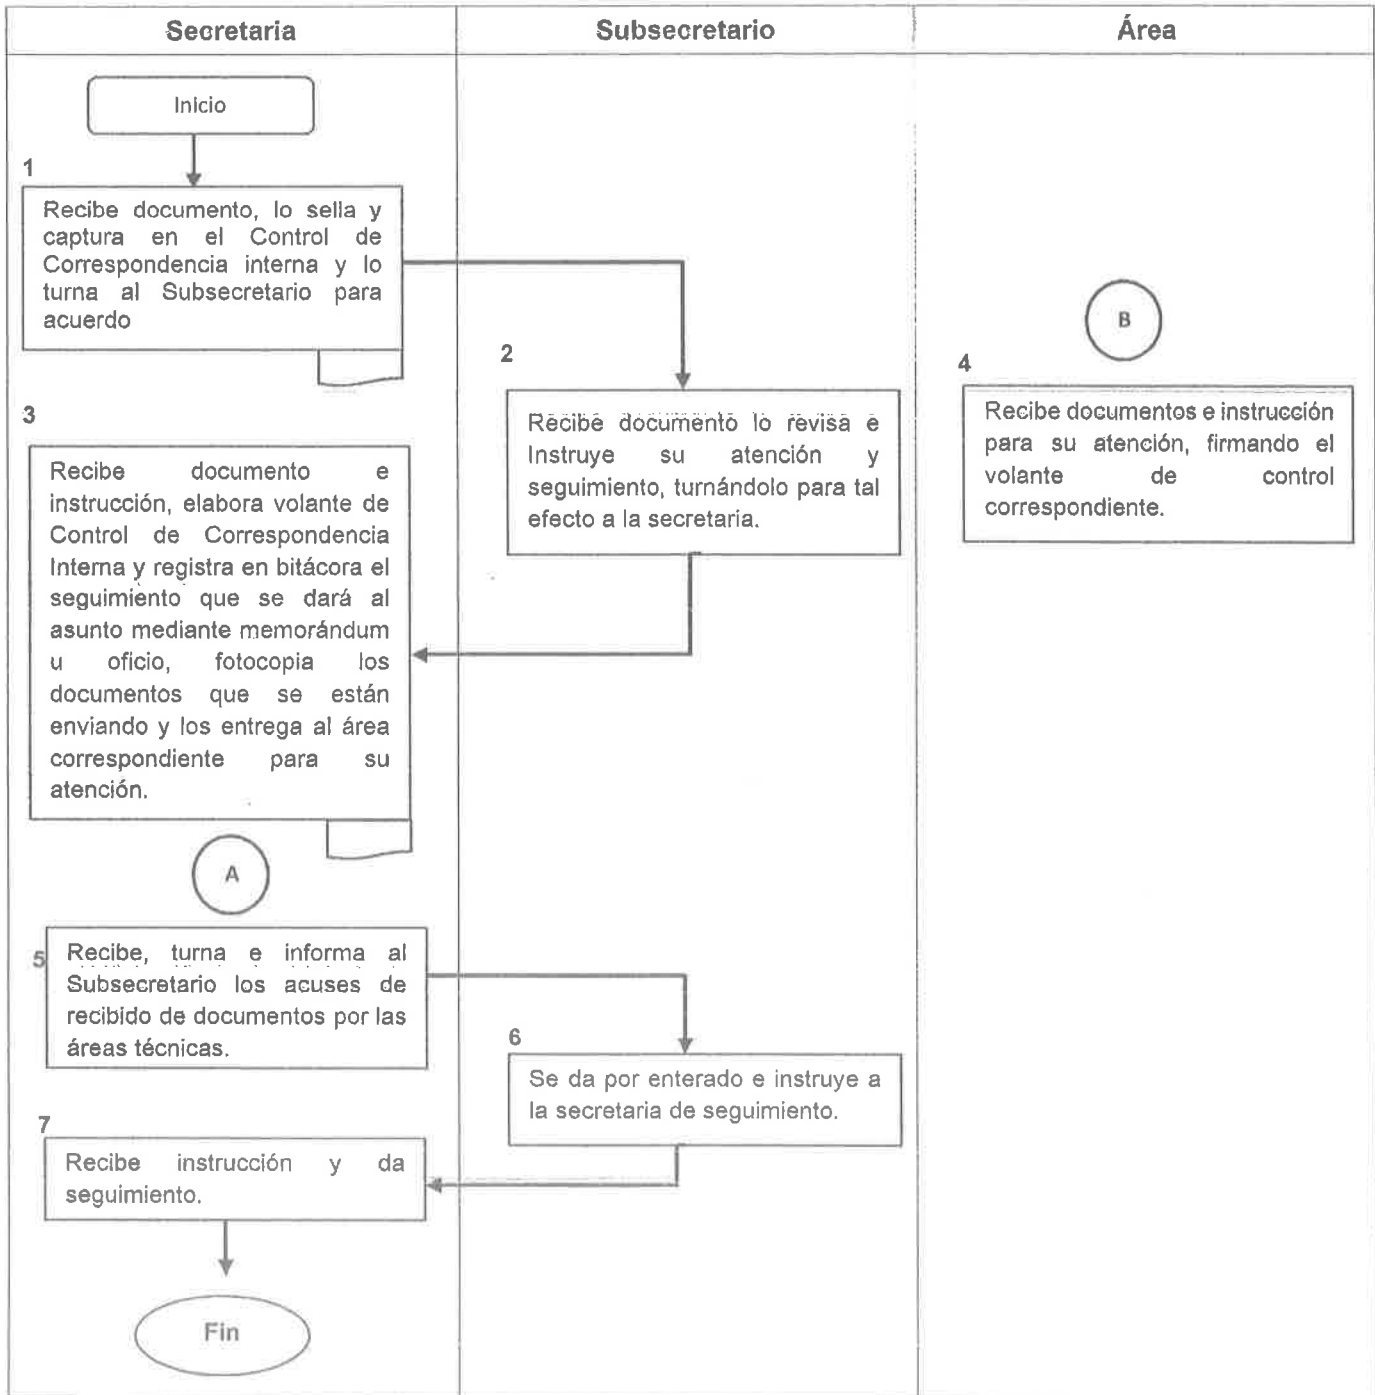 Secretaria
Subsecretario
Área
Inicio
1
Recibe documento, lo sella y
captura en el Control de
Correspondencia interna y lo
turna al Subsecretario para
acuerdo
2
Recibe documento lo revisa e
Instruye su atención y
seguimiento, turnándolo para tal
efecto a la secretaria.
3
Recibe documento e
instrucción, elabora volante de
Control de Correspondencia
Interna y registra en bitácora el
seguimiento que se dará al
asunto mediante memorándum
u oficio, fotocopia los
documentos que se están
enviando y los entrega al área
correspondiente para su
atención.
A
B
4
Recibe documentos e instrucción
para su atención, firmando el
volante de control
correspondiente.
5
Recibe, turna e informa al
Subsecretario los acuses de
recibido de documentos por las
áreas técnicas.
6
Se da por enterado e instruye a
la secretaria de seguimiento.
7
Recibe instrucción y da
seguimiento.
Fin